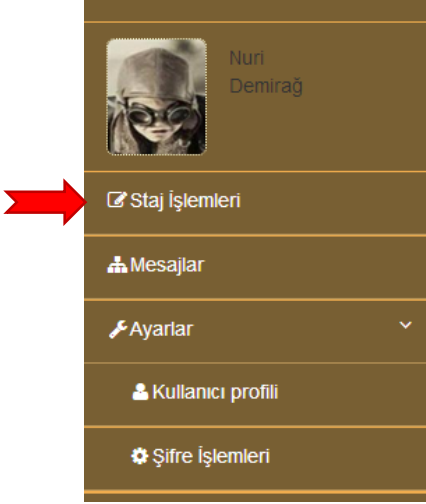 Nuri
Demirağ
Staj İşlemleri
Mesajlar
Ayarlar
Kullanıcı profili
Şifre İşlemleri